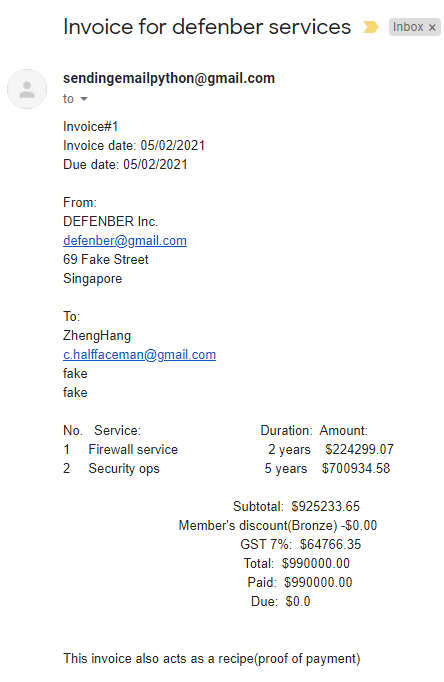 Invoice for defenber services Inbox x
sendingemailpython@gmail.com
to
Invoice#1
Invoice date: 05/02/2021
Due date: 05/02/2021
From:
DEFENBER Inc.
defenber@gmail.com
69 Fake Street
Singapore
To:
ZhengHang
c.halffaceman@gmail.com
fake
fake
No. Service: Duration: Amount:
1 Firewall service 2 years $224299.07
2 Security ops 5 years $700934.58
Subtotal: $925233.65
Member's discount(Bronze) -$0.00
GST 7%: $64766.35
Total: $990000.00
Paid: $990000.00
Due: $0.0
This invoice also acts as a recipe(proof of payment)